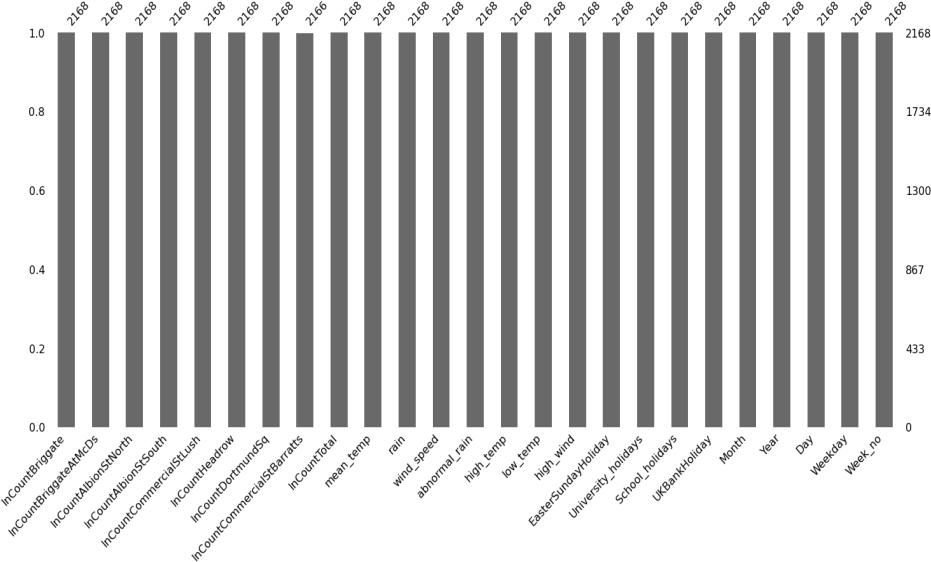 2168 2168 2168 2168 2168 2168 2168 2166 2168 2168 2168 2168 2168 2168 2168 2168 2168 2168 2168 2168 2168 2168 2168 2168 2168
1.0 2168
0.8 1734
0.6 1300
0.4 867
0.2 433
0.0 0
InCountBriggate
InCountBriggateAtMcDs
InCountAlbionStNorth
InCountAlbionStSouth
InCountCommercialStLush
InCountHeadrow
InCountDortmundSq
InCountCommercialStBarratts
InCountTotal
mean_temp
rain
wind_speed
abnormal_rain
high_temp
low_temp
high_wind
EasterSundayHoliday
University_holidays
School_holidays
UKBankHoliday
Month
Year
Day
Weekday
Week_no